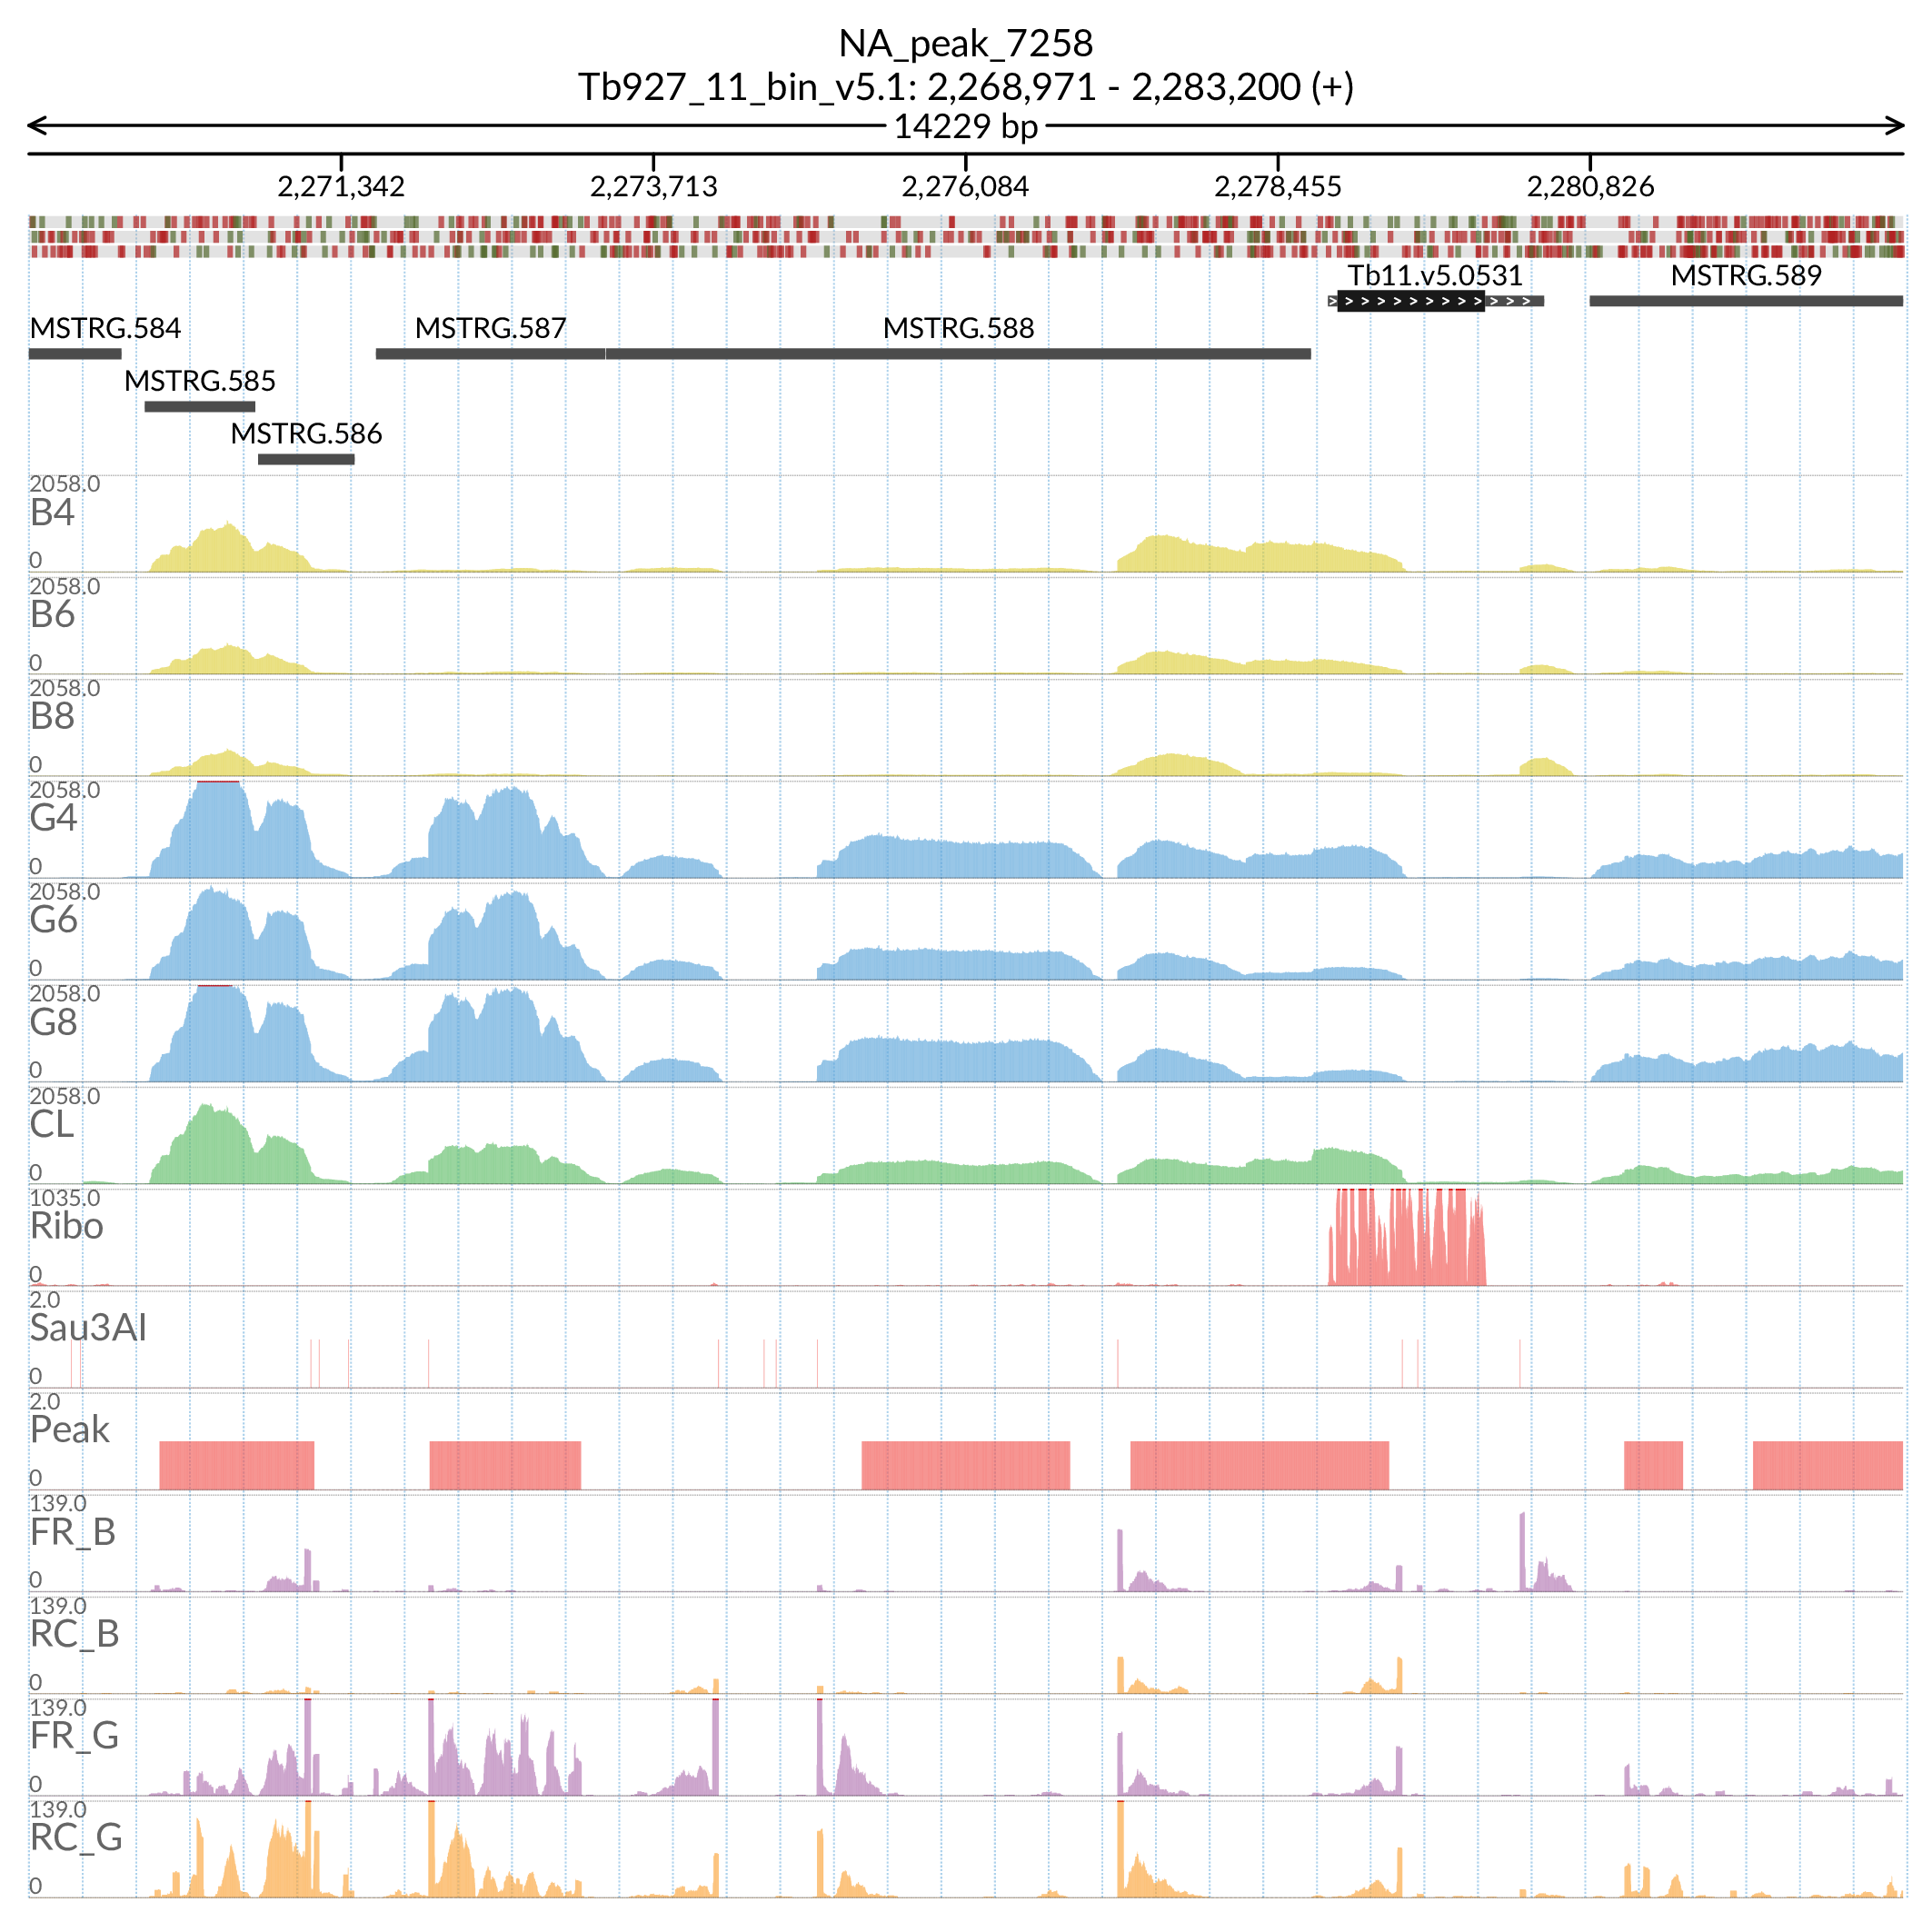 NA_peak_7258
Tb927_11_bin_v5.1: 2,268,971 - 2,283,200 (+)
14229 bp
2,271,342 2,273,713 2,276,084 2,278,455 2,280,826
Tb11.v5.0531 MSTRG.589
MSTRG.584 MSTRG.587 MSTRG.588
MSTRG.585
MSTRG.586
2058.0
B4
0
2058.0
B6
0
2058.0
B8
0
2058.0
G4
0
2058.0
G6
0
2058.0
G8
0
2058.0
CL
0
1035.0
Ribo
0
2.0
Sau3AI
0
2.0
Peak
0
139.0
FR_B
0
139.0
RC_B
0
139.0
FR_G
0
139.0
RC_G
0